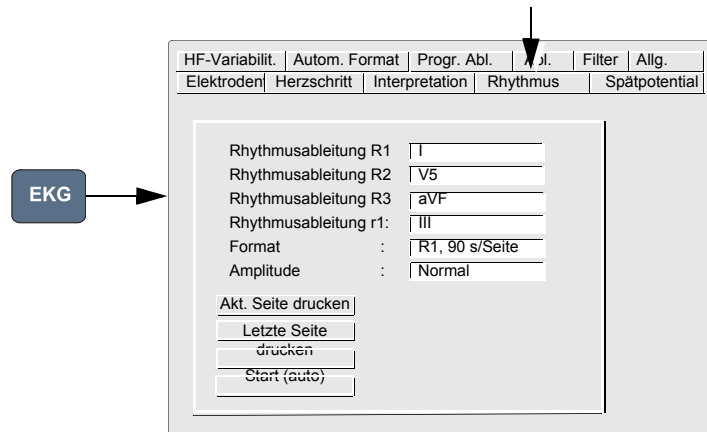 HF-Variabilit. Autom. Format Progr. Abl. Abl. Filter Allg.
Elektroden Herzschritt Interpretation Rhythmus Spätpotential
EKG
Rhythmusableitung R1 I
Rhythmusableitung R2 V5
Rhythmusableitung R3 aVF
Rhythmusableitung r1: III
Format : R1, 90 s/Seite
Amplitude : Normal
Akt. Seite drucken
Letzte Seite
drucken
Start (auto)